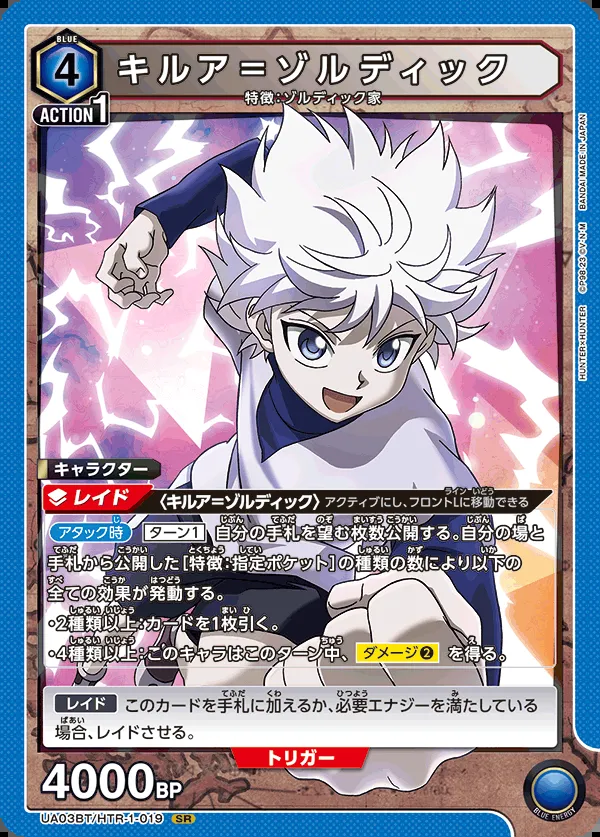 BLUE
4
キルア＝ゾルディック
ACTION 1
特徴：ゾルディック家
HUNTER×HUNTER ©P98-23 ©V・N・M BANDAI MADE IN JAPAN
キャラクター
レイド 〈キルア＝ゾルディック〉 アクティブにし、フロントLに移動できる
アタック時 ターン1 自分の手札を望む枚数公開する。自分の場と
手札から公開した[特徴：指定ポケット]の種類の数により以下の
全ての効果が発動する。
・2種類以上：カードを1枚引く。
・4種類以上：このキャラはこのターン中、ダメージ❷ を得る。
レイド このカードを手札に加えるか、必要エナジーを満たしている
場合、レイドさせる。
トリガー
4000BP
UA03BT/HTR-1-019 SR
BLUE ENERGY